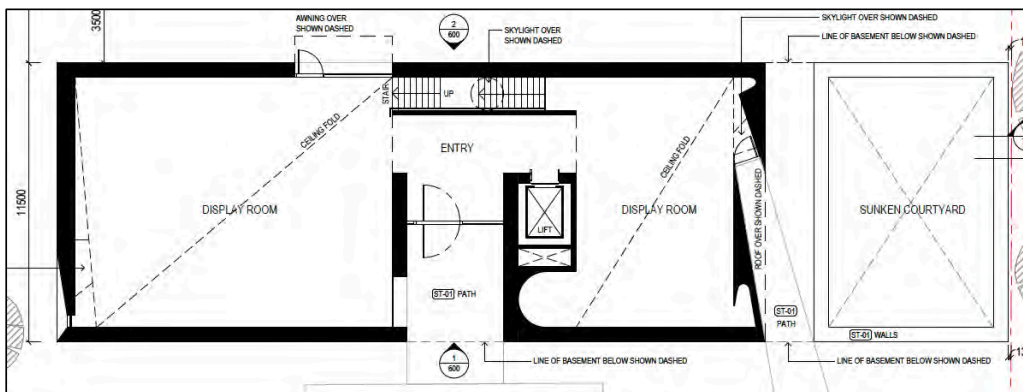 3500
AWNING OVER
SHOWN DASHED
2
600
SKYLIGHT OVER
SHOWN DASHED
SKYLIGHT OVER SHOWN DASHED
LINE OF BASEMENT BELOW SHOWN DASHED
STAIR
UP
CEILING FOLD
ENTRY
CEILING FOLD
11500
DISPLAY ROOM
DISPLAY ROOM
SUNKEN COURTYARD
LIFT
ROOF OVER SHOWN DASHED
ST-01 PATH
ST-01
PATH
ST-01 WALLS
1
600
LINE OF BASEMENT BELOW SHOWN DASHED
LINE OF BASEMENT BELOW SHOWN DASHED